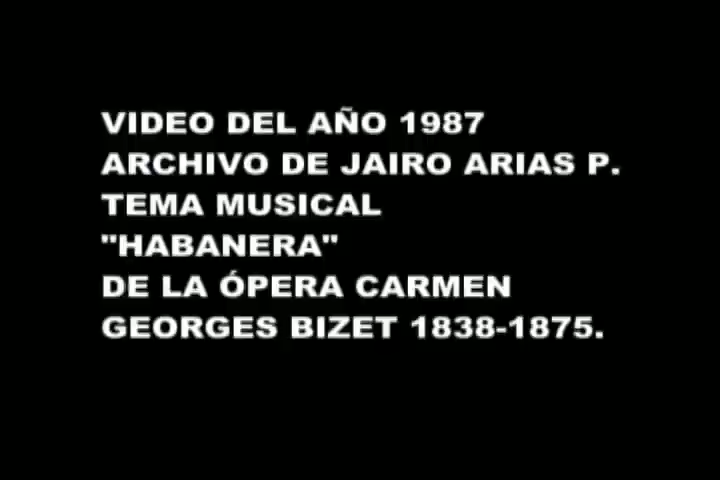 VIDEO DEL AÑO 1987
ARCHIVO DE JAIRO ARIAS P.
TEMA MUSICAL
"HABANERA"
DE LA ÓPERA CARMEN
GEORGES BIZET 1838-1875.